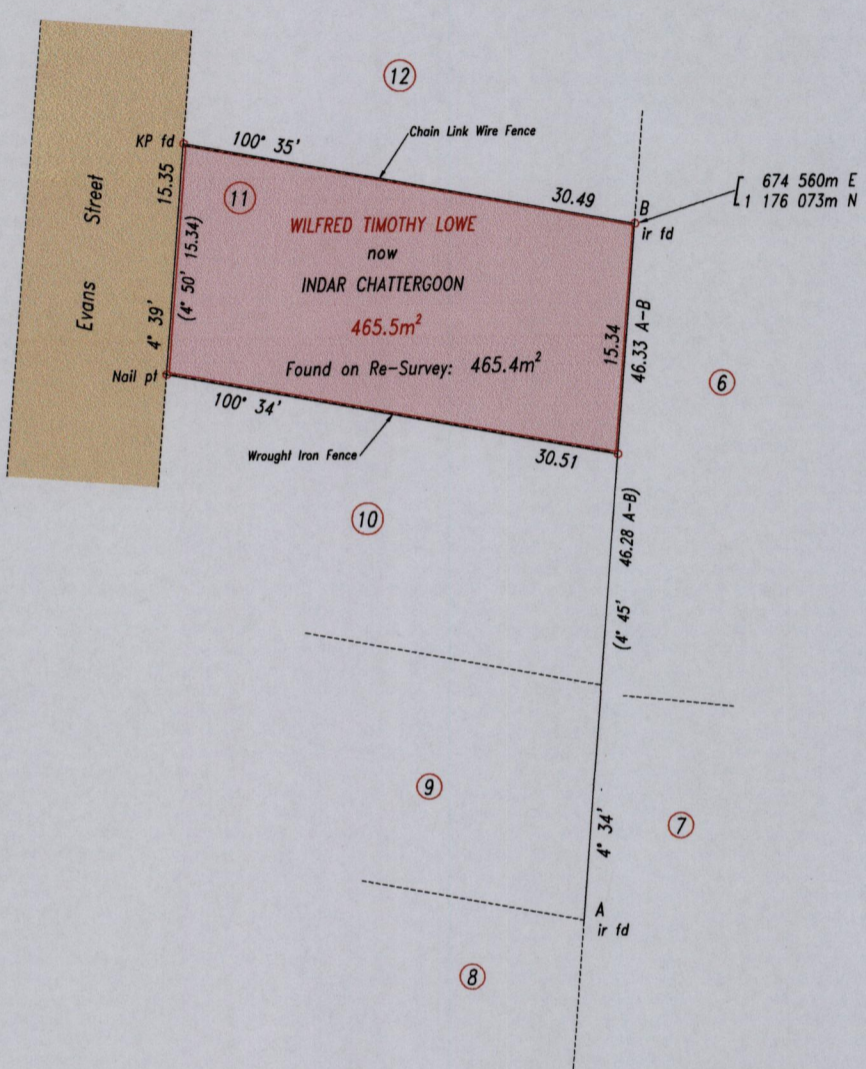 12
KP fd
100° 35'
Chain Link Wire Fence
15.35
11
30.49
B
ir fd
674 560m E
1 176 073m N
Evans Street
WILFRED TIMOTHY LOWE
now
INDAR CHATTERGOON
465.5m²
Found on Re-Survey: 465.4m²
(4° 50' 15.34)
4° 39'
15.34
46.33 A-B
6
Nail pt
100° 34'
Wrought Iron Fence
30.51
10
46.28 A-B)
(4° 45'
9
4° 34'
7
A
ir fd
8